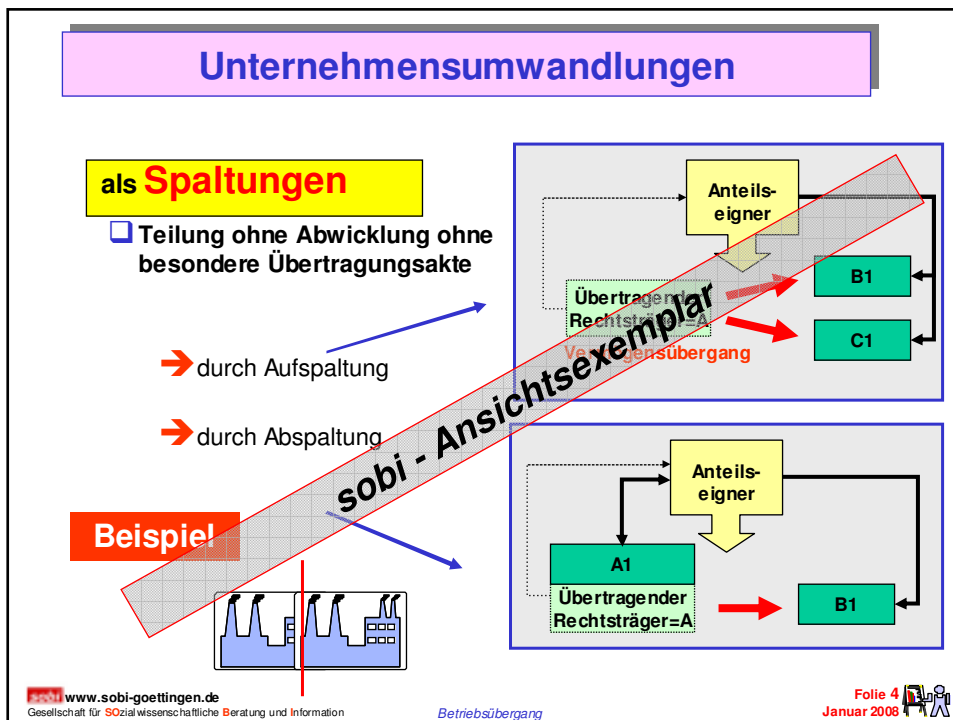 Unternehmensumwandlungen
als Spaltungen
Teilung ohne Abwicklung ohne
besondere Übertragungsakte
durch Aufspaltung
durch Abspaltung
Beispiel
Anteils-
eigner
Übertragender
Rechtsträger=A
Vermögensübergang
B1
C1
Anteils-
eigner
A1
Übertragender
Rechtsträger=A
B1
sobi - Ansichtsexemplar
sobi www.sobi-goettingen.de
Gesellschaft für SOzialwissenschaftliche Beratung und Information
Betriebsübergang
Folie 4
Januar 2008